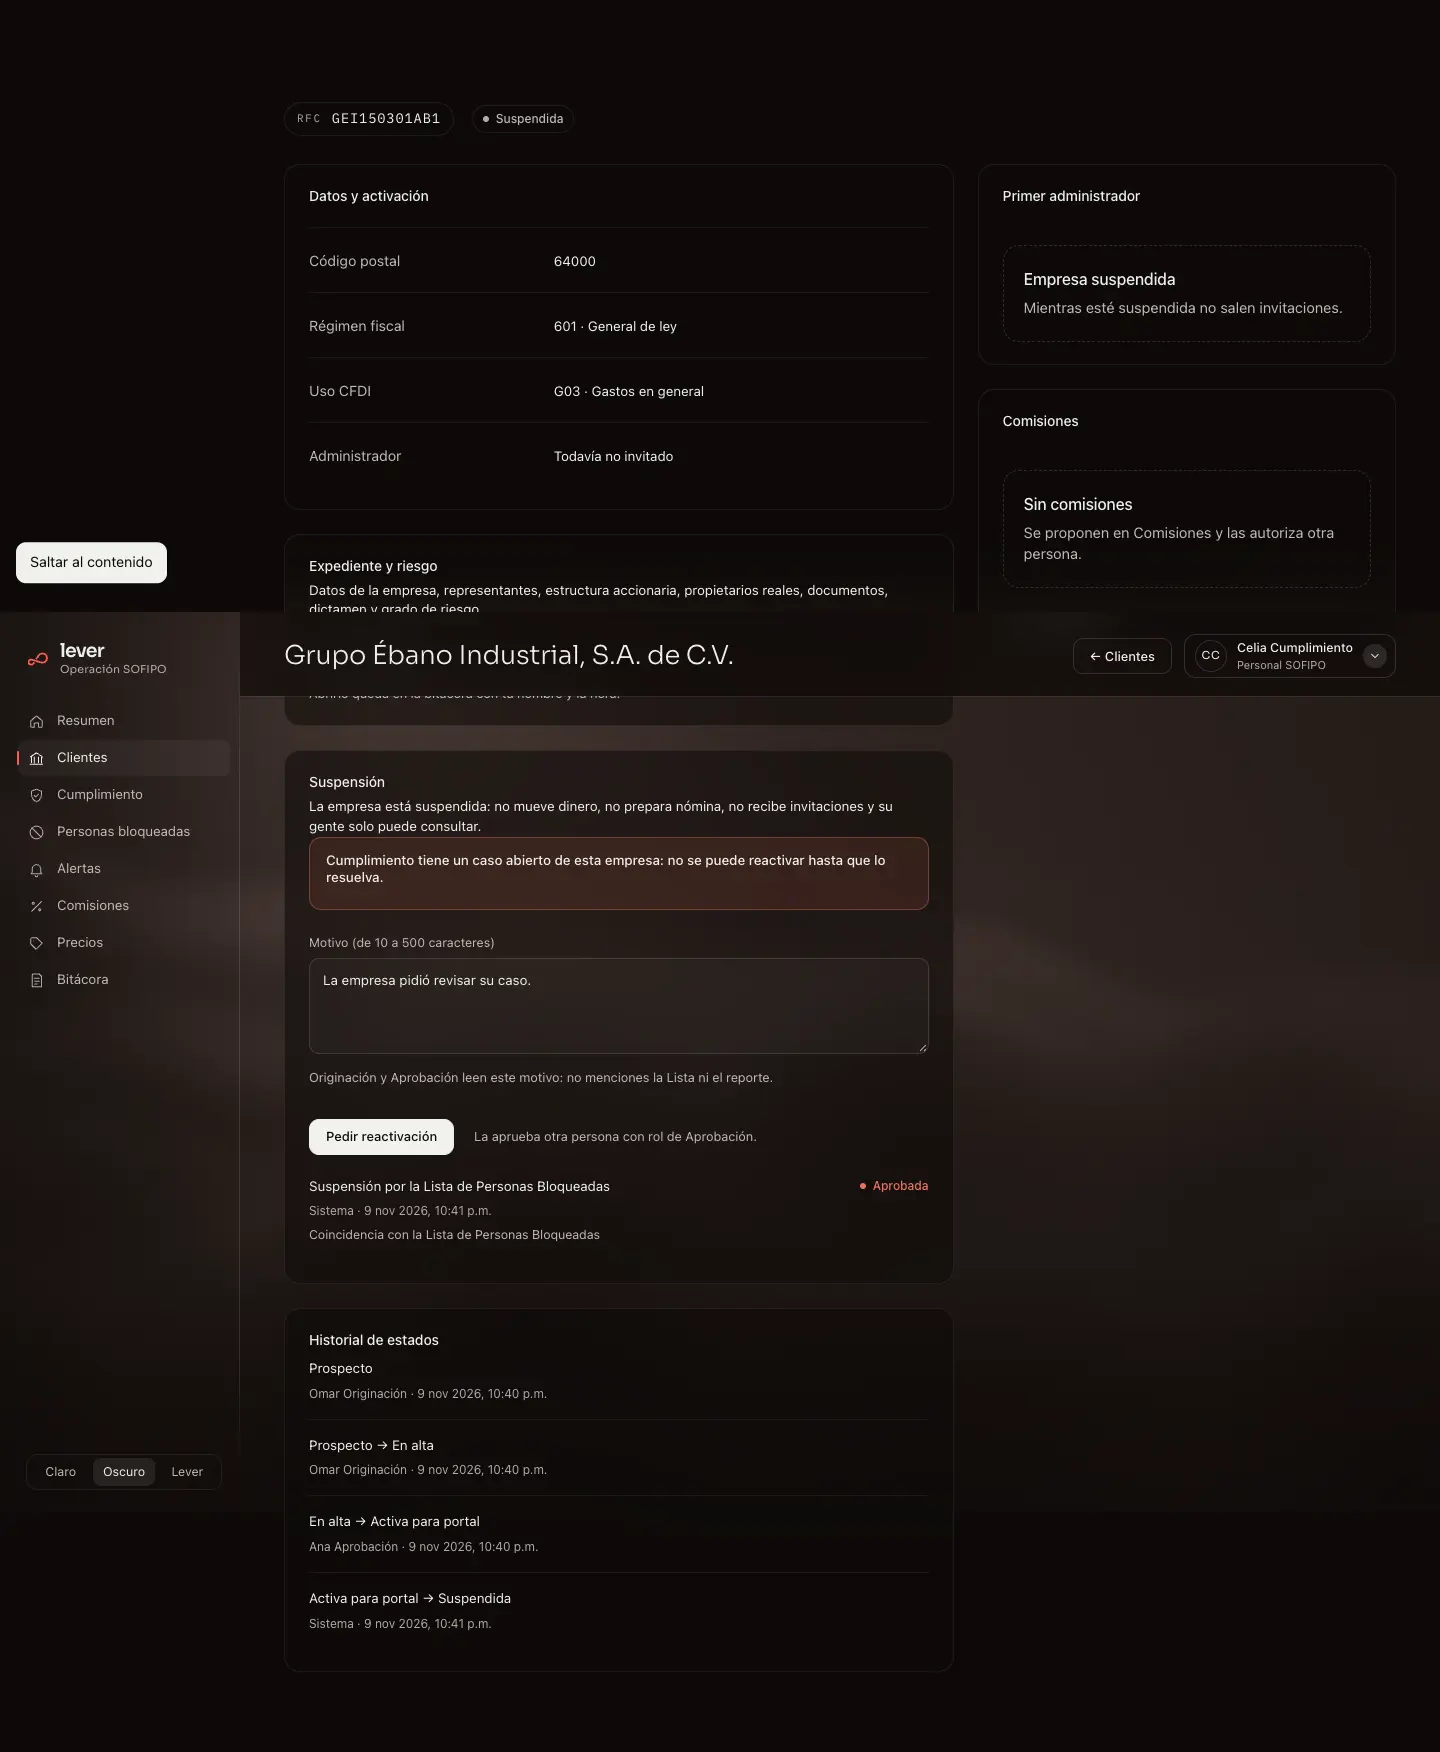 RFC GEI150301AB1
Suspendida
Datos y activación
Código postal
64000
Régimen fiscal
601 · General de ley
Uso CFDI
G03 · Gastos en general
Administrador
Todavía no invitado
Primer administrador
Empresa suspendida
Mientras esté suspendida no salen invitaciones.
Comisiones
Sin comisiones
Se proponen en Comisiones y las autoriza otra
persona.
Saltar al contenido
Expediente y riesgo
Datos de la empresa, representantes, estructura accionaria, propietarios reales, documentos,
dictamen y grado de riesgo
lever
Operación SOFIPO
Grupo Ébano Industrial, S.A. de C.V.
← Clientes
CC
Celia Cumplimiento
Personal SOFIPO
Resumen
Clientes
Cumplimiento
Personas bloqueadas
Alertas
Comisiones
Precios
Bitácora
Suspensión
La empresa está suspendida: no mueve dinero, no prepara nómina, no recibe invitaciones y su
gente solo puede consultar.
Cumplimiento tiene un caso abierto de esta empresa: no se puede reactivar hasta que lo
resuelva.
Motivo (de 10 a 500 caracteres)
La empresa pidió revisar su caso.
Originación y Aprobación leen este motivo: no menciones la Lista ni el reporte.
Pedir reactivación
La aprueba otra persona con rol de Aprobación.
Suspensión por la Lista de Personas Bloqueadas
Aprobada
Sistema · 9 nov 2026, 10:41 p.m.
Coincidencia con la Lista de Personas Bloqueadas
Historial de estados
Prospecto
Omar Originación · 9 nov 2026, 10:40 p.m.
Prospecto → En alta
Omar Originación · 9 nov 2026, 10:40 p.m.
En alta → Activa para portal
Ana Aprobación · 9 nov 2026, 10:40 p.m.
Activa para portal → Suspendida
Sistema · 9 nov 2026, 10:41 p.m.
Claro
Oscuro
Lever